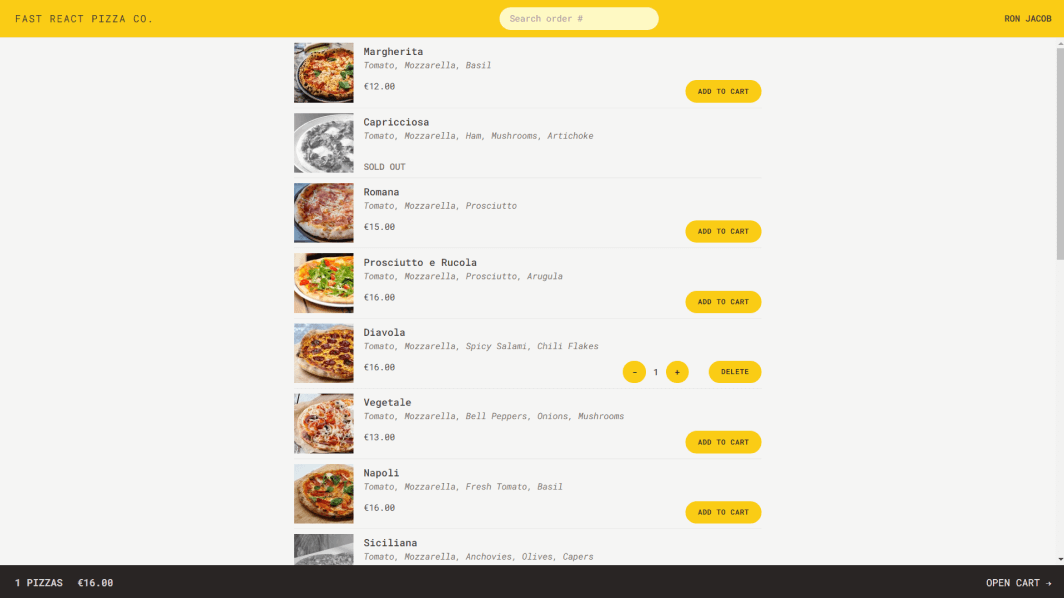 FAST REACT PIZZA CO.
Search order #
RON JACOB
Margherita
Tomato, Mozzarella, Basil
€12.00
ADD TO CART
Capricciosa
Tomato, Mozzarella, Ham, Mushrooms, Artichoke
SOLD OUT
Romana
Tomato, Mozzarella, Prosciutto
€15.00
ADD TO CART
Prosciutto e Rucola
Tomato, Mozzarella, Prosciutto, Arugula
€16.00
ADD TO CART
Diavola
Tomato, Mozzarella, Spicy Salami, Chili Flakes
€16.00
- 1 + DELETE
Vegetale
Tomato, Mozzarella, Bell Peppers, Onions, Mushrooms
€13.00
ADD TO CART
Napoli
Tomato, Mozzarella, Fresh Tomato, Basil
€16.00
ADD TO CART
Siciliana
Tomato, Mozzarella, Anchovies, Olives, Capers
1 PIZZAS €16.00
OPEN CART →